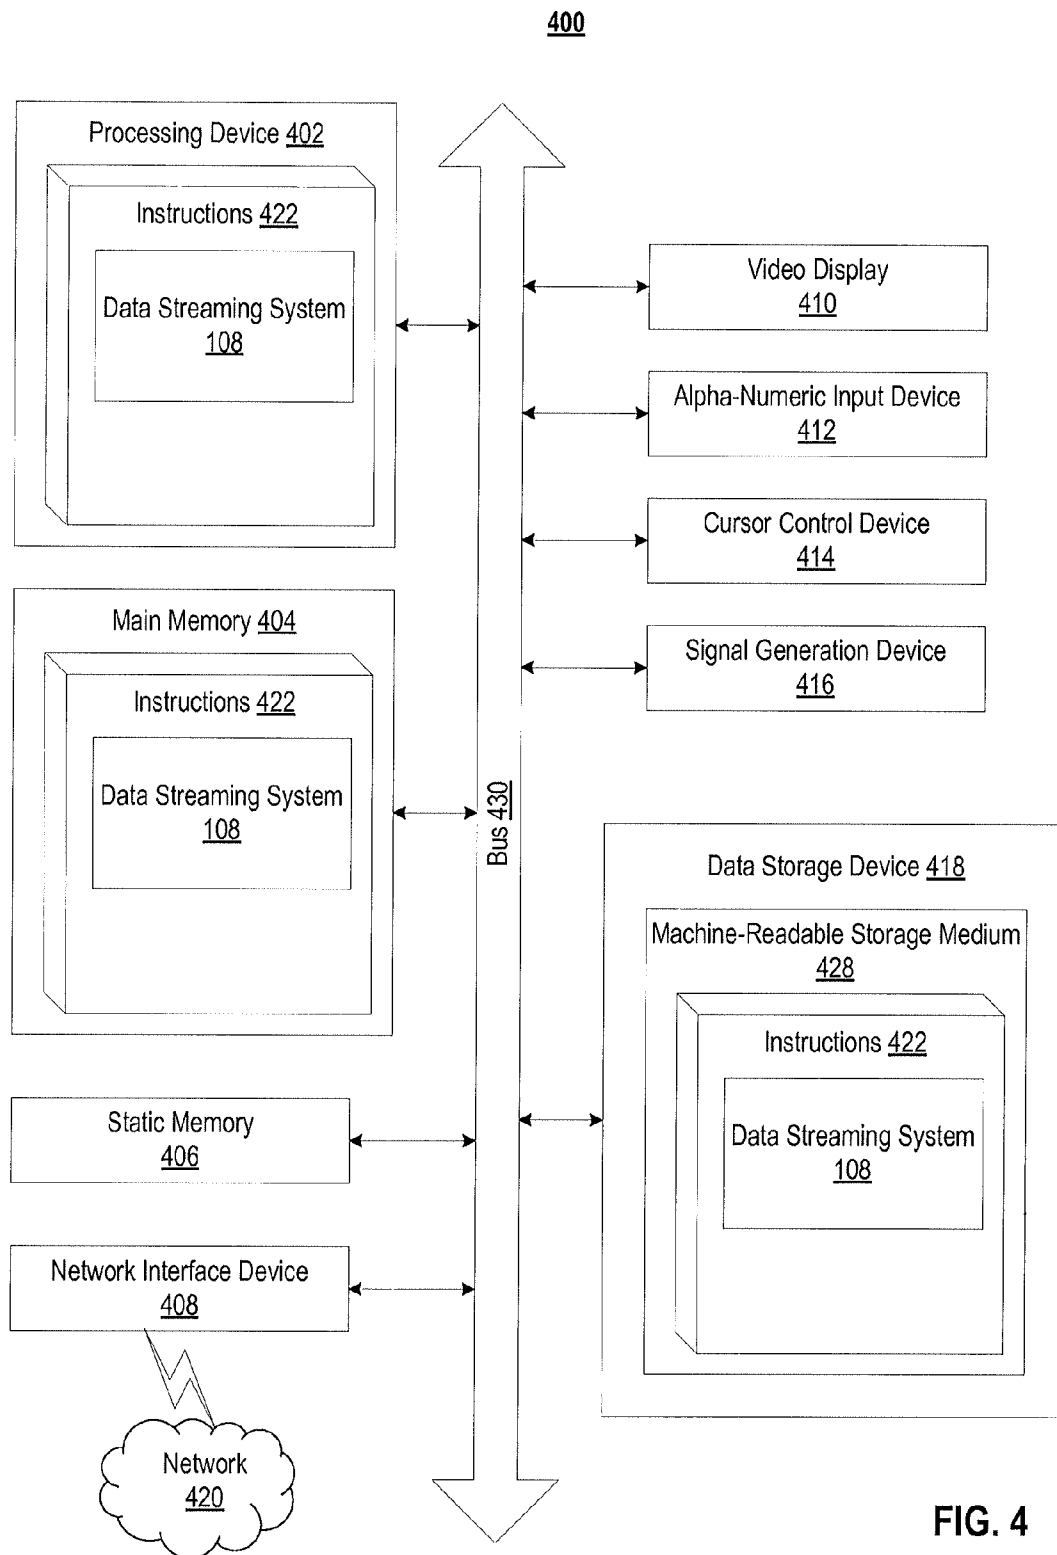 400
Processing Device 402
Instructions 422
Data Streaming System
108
Main Memory 404
Instructions 422
Data Streaming System
108
Static Memory
406
Network Interface Device
408
Network
420
Bus 430
Video Display
410
Alpha-Numeric Input Device
412
Cursor Control Device
414
Signal Generation Device
416
Data Storage Device 418
Machine-Readable Storage Medium
428
Instructions 422
Data Streaming System
108
FIG. 4